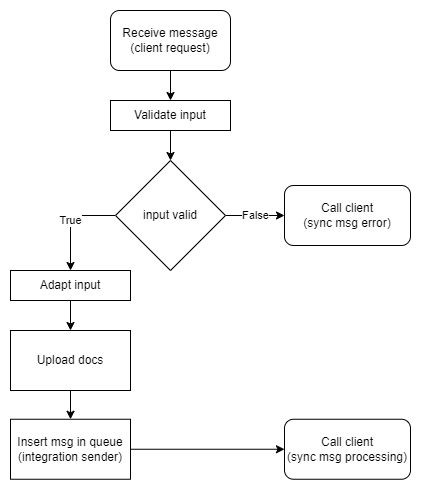 Receive message
(client request)
Validate input
input valid
True
False
Call client
(sync msg error)
Adapt input
Upload docs
Insert msg in queue
(integration sender)
Call client
(sync msg processing)